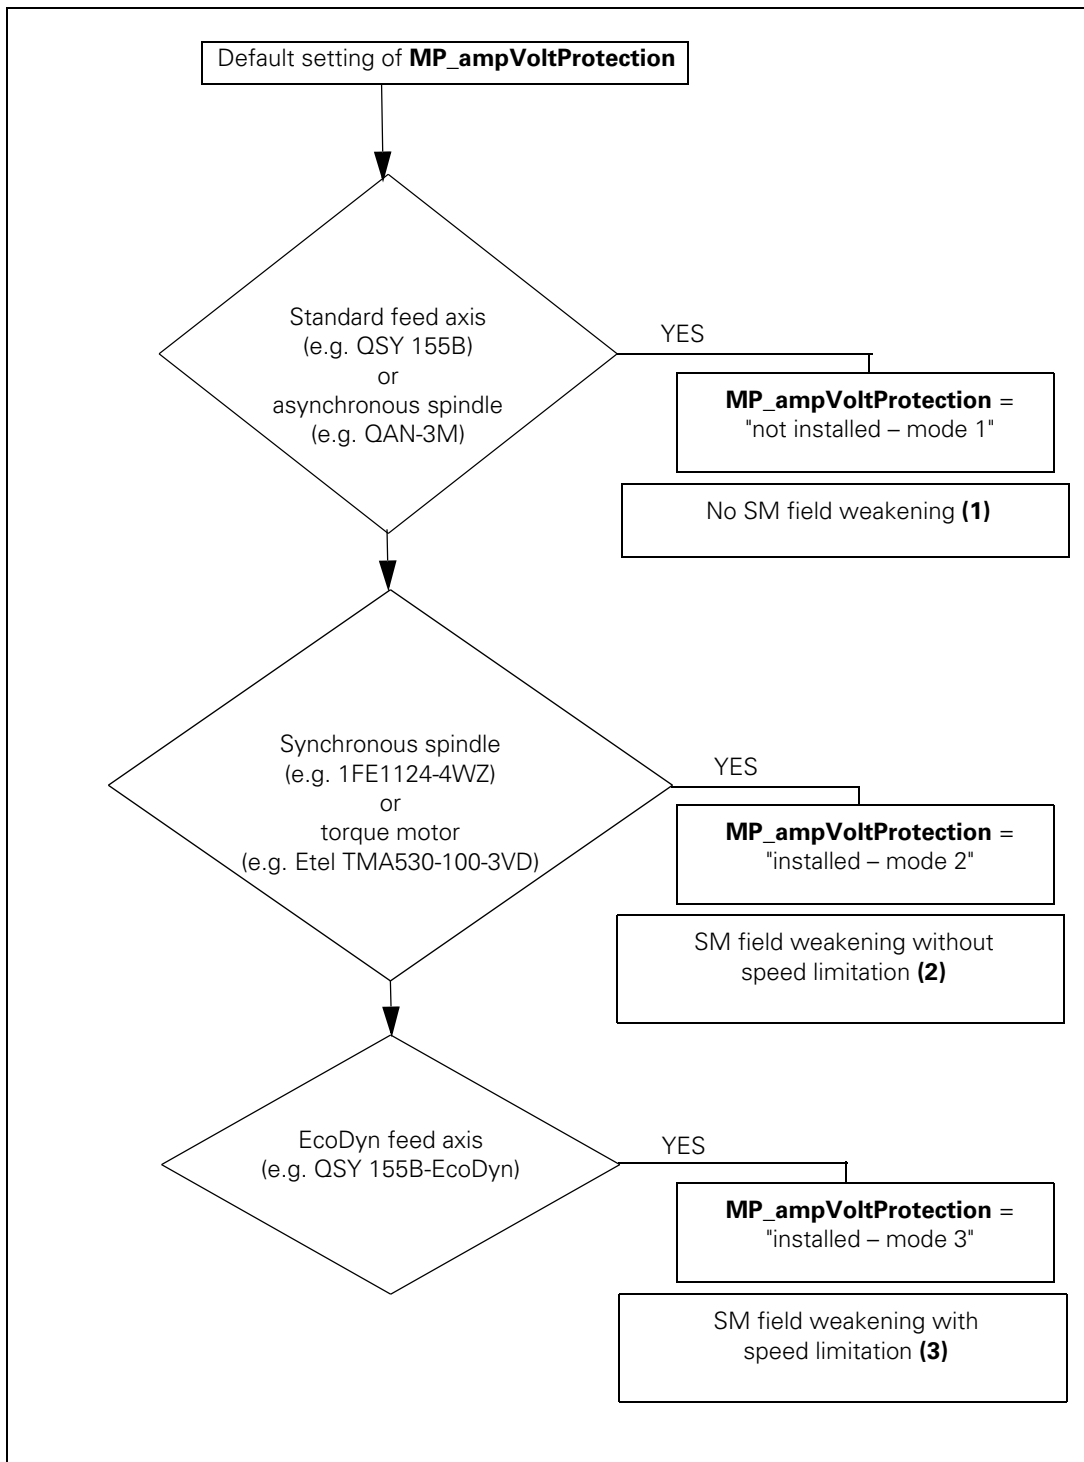 Default setting of MP_ampVoltProtection
Standard feed axis
(e.g. QSY 155B)
or
asynchronous spindle
(e.g. QAN-3M)
YES
MP_ampVoltProtection =
"not installed – mode 1"
No SM field weakening (1)
Synchronous spindle
(e.g. 1FE1124-4WZ)
or
torque motor
(e.g. Etel TMA530-100-3VD)
YES
MP_ampVoltProtection =
"installed – mode 2"
SM field weakening without
speed limitation (2)
EcoDyn feed axis
(e.g. QSY 155B-EcoDyn)
YES
MP_ampVoltProtection =
"installed – mode 3"
SM field weakening with
speed limitation (3)